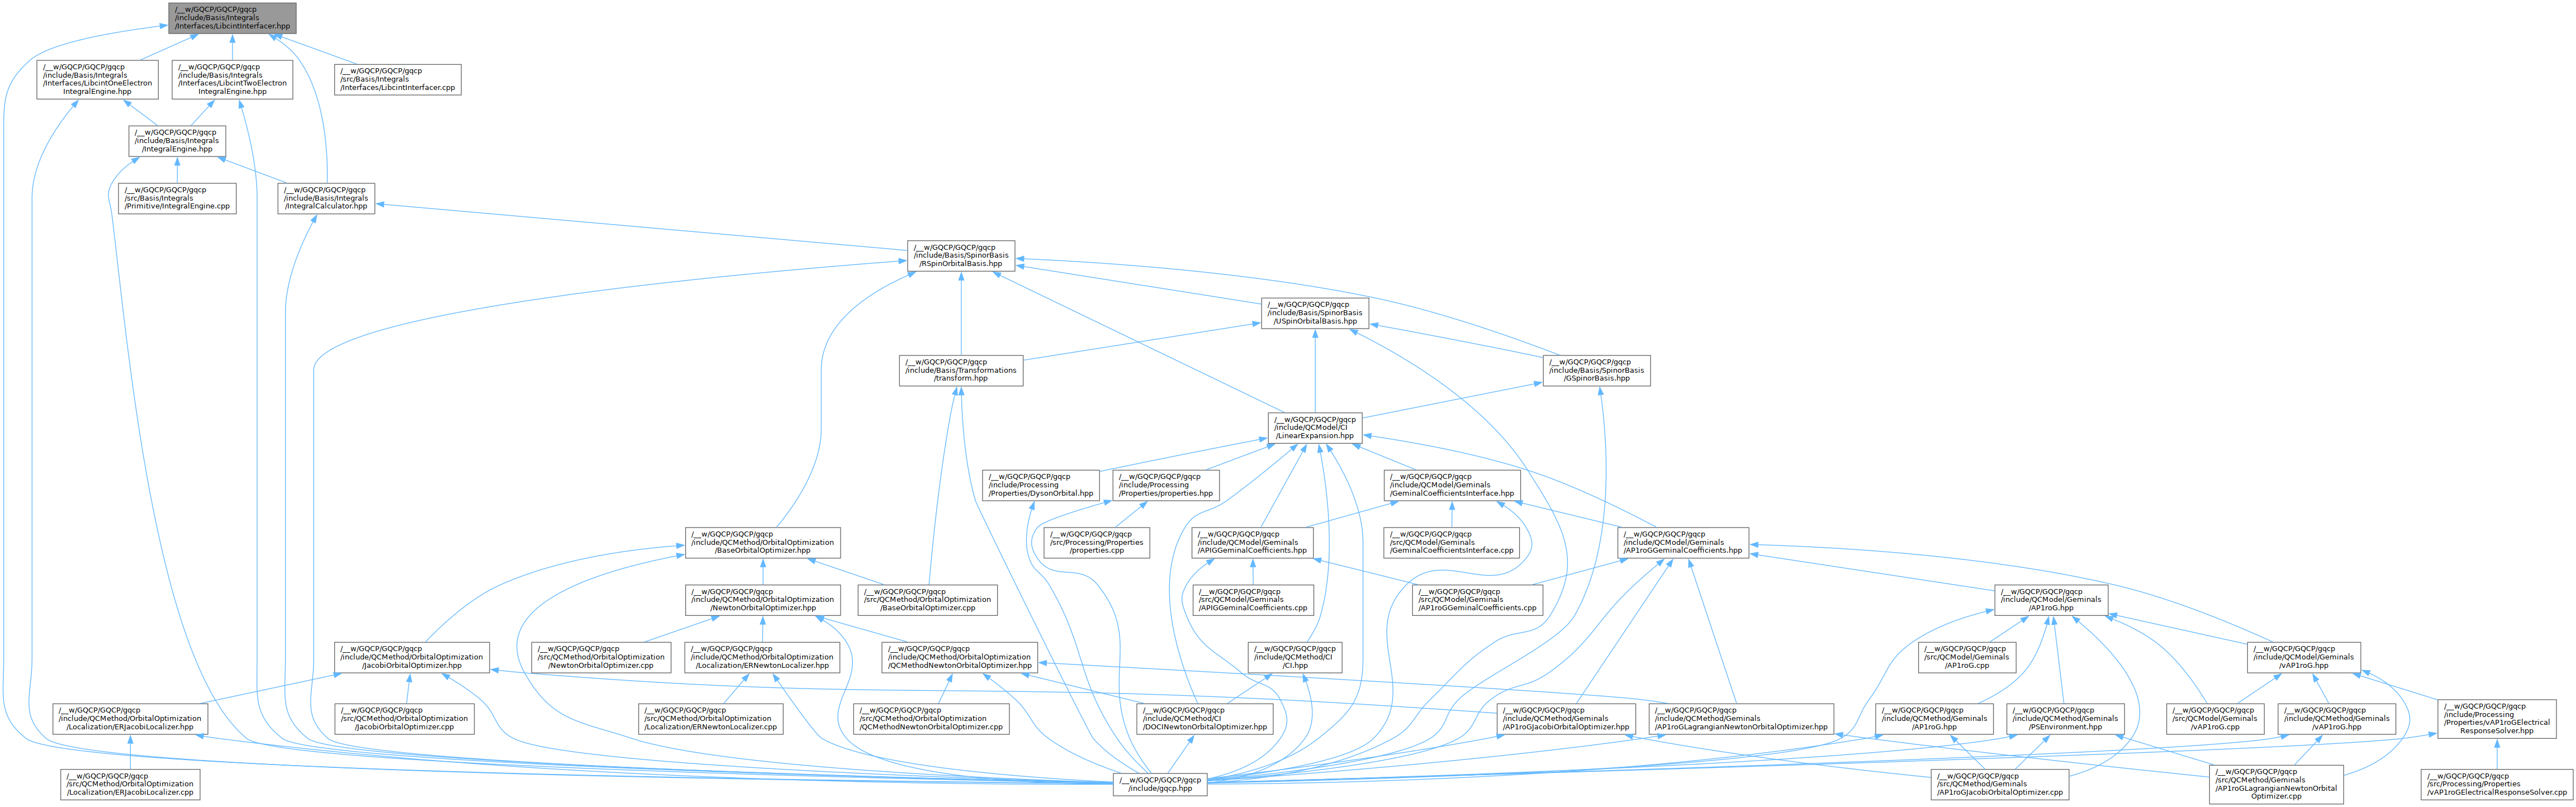 /__w/GQCP/GQCP/gqcp
/include/Basis/Integrals
/Interfaces/LibcintInterfacer.hpp
/__w/GQCP/GQCP/gqcp
/include/Basis/Integrals
/Interfaces/LibcintOneElectron
IntegralEngine.hpp
/__w/GQCP/GQCP/gqcp
/include/Basis/Integrals
/Interfaces/LibcintTwoElectron
IntegralEngine.hpp
/__w/GQCP/GQCP/gqcp
/src/Basis/Integrals
/Interfaces/LibcintInterfacer.cpp
/__w/GQCP/GQCP/gqcp
/include/Basis/Integrals
/IntegralEngine.hpp
/__w/GQCP/GQCP/gqcp
/src/Basis/Integrals
/Primitive/IntegralEngine.cpp
/__w/GQCP/GQCP/gqcp
/include/Basis/Integrals
/IntegralCalculator.hpp
/__w/GQCP/GQCP/gqcp
/include/Basis/SpinorBasis
/RSpinOrbitalBasis.hpp
/__w/GQCP/GQCP/gqcp
/include/Basis/SpinorBasis
/USpinOrbitalBasis.hpp
/__w/GQCP/GQCP/gqcp
/include/Basis/Transformations
/transform.hpp
/__w/GQCP/GQCP/gqcp
/include/Basis/SpinorBasis
/GSpinorBasis.hpp
/__w/GQCP/GQCP/gqcp
/include/QCModel/CI
/LinearExpansion.hpp
/__w/GQCP/GQCP/gqcp
/include/Processing
/Properties/DysonOrbital.hpp
/__w/GQCP/GQCP/gqcp
/include/Processing
/Properties/properties.hpp
/__w/GQCP/GQCP/gqcp
/include/QCModel/Geminals
/GeminalCoefficientsInterface.hpp
/__w/GQCP/GQCP/gqcp
/include/QCMethod/OrbitalOptimization
/BaseOrbitalOptimizer.hpp
/__w/GQCP/GQCP/gqcp
/src/Processing/Properties
/properties.cpp
/__w/GQCP/GQCP/gqcp
/include/QCModel/Geminals
/APIGGeminalCoefficients.hpp
/__w/GQCP/GQCP/gqcp
/src/QCModel/Geminals
/GeminalCoefficientsInterface.cpp
/__w/GQCP/GQCP/gqcp
/include/QCModel/Geminals
/AP1roGGeminalCoefficients.hpp
/__w/GQCP/GQCP/gqcp
/include/QCMethod/OrbitalOptimization
/NewtonOrbitalOptimizer.hpp
/__w/GQCP/GQCP/gqcp
/src/QCMethod/OrbitalOptimization
/BaseOrbitalOptimizer.cpp
/__w/GQCP/GQCP/gqcp
/src/QCModel/Geminals
/APIGGeminalCoefficients.cpp
/__w/GQCP/GQCP/gqcp
/src/QCModel/Geminals
/AP1roGGeminalCoefficients.cpp
/__w/GQCP/GQCP/gqcp
/include/QCModel/Geminals
/AP1roG.hpp
/__w/GQCP/GQCP/gqcp
/include/QCMethod/OrbitalOptimization
/JacobiOrbitalOptimizer.hpp
/__w/GQCP/GQCP/gqcp
/src/QCMethod/OrbitalOptimization
/NewtonOrbitalOptimizer.cpp
/__w/GQCP/GQCP/gqcp
/include/QCMethod/OrbitalOptimization
/Localization/ERNewtonLocalizer.hpp
/__w/GQCP/GQCP/gqcp
/include/QCMethod/OrbitalOptimization
/QCMethodNewtonOrbitalOptimizer.hpp
/__w/GQCP/GQCP/gqcp
/include/QCMethod/CI
/CI.hpp
/__w/GQCP/GQCP/gqcp
/src/QCModel/Geminals
/AP1roG.cpp
/__w/GQCP/GQCP/gqcp
/include/QCModel/Geminals
/vAP1roG.hpp
/__w/GQCP/GQCP/gqcp
/include/QCMethod/OrbitalOptimization
/Localization/ERJacobiLocalizer.hpp
/__w/GQCP/GQCP/gqcp
/src/QCMethod/OrbitalOptimization
/JacobiOrbitalOptimizer.cpp
/__w/GQCP/GQCP/gqcp
/src/QCMethod/OrbitalOptimization
/Localization/ERNewtonLocalizer.cpp
/__w/GQCP/GQCP/gqcp
/src/QCMethod/OrbitalOptimization
/QCMethodNewtonOrbitalOptimizer.cpp
/__w/GQCP/GQCP/gqcp
/include/QCMethod/CI
/DOCINewtonOrbitalOptimizer.hpp
/__w/GQCP/GQCP/gqcp
/include/QCMethod/Geminals
/AP1roGJacobiOrbitalOptimizer.hpp
/__w/GQCP/GQCP/gqcp
/include/QCMethod/Geminals
/AP1roGLagrangianNewtonOrbitalOptimizer.hpp
/__w/GQCP/GQCP/gqcp
/include/QCMethod/Geminals
/AP1roG.hpp
/__w/GQCP/GQCP/gqcp
/include/QCMethod/Geminals
/PSEnvironment.hpp
/__w/GQCP/GQCP/gqcp
/src/QCModel/Geminals
/vAP1roG.cpp
/__w/GQCP/GQCP/gqcp
/include/QCMethod/Geminals
/vAP1roG.hpp
/__w/GQCP/GQCP/gqcp
/include/Processing
/Properties/vAP1roGElectrical
ResponseSolver.hpp
/__w/GQCP/GQCP/gqcp
/src/QCMethod/OrbitalOptimization
/Localization/ERJacobiLocalizer.cpp
/__w/GQCP/GQCP/gqcp
/include/gqcp.hpp
/__w/GQCP/GQCP/gqcp
/src/QCMethod/Geminals
/AP1roGJacobiOrbitalOptimizer.cpp
/__w/GQCP/GQCP/gqcp
/src/QCMethod/Geminals
/AP1roGLagrangianNewtonOrbital
Optimizer.cpp
/__w/GQCP/GQCP/gqcp
/src/Processing/Properties
/vAP1roGElectricalResponseSolver.cpp